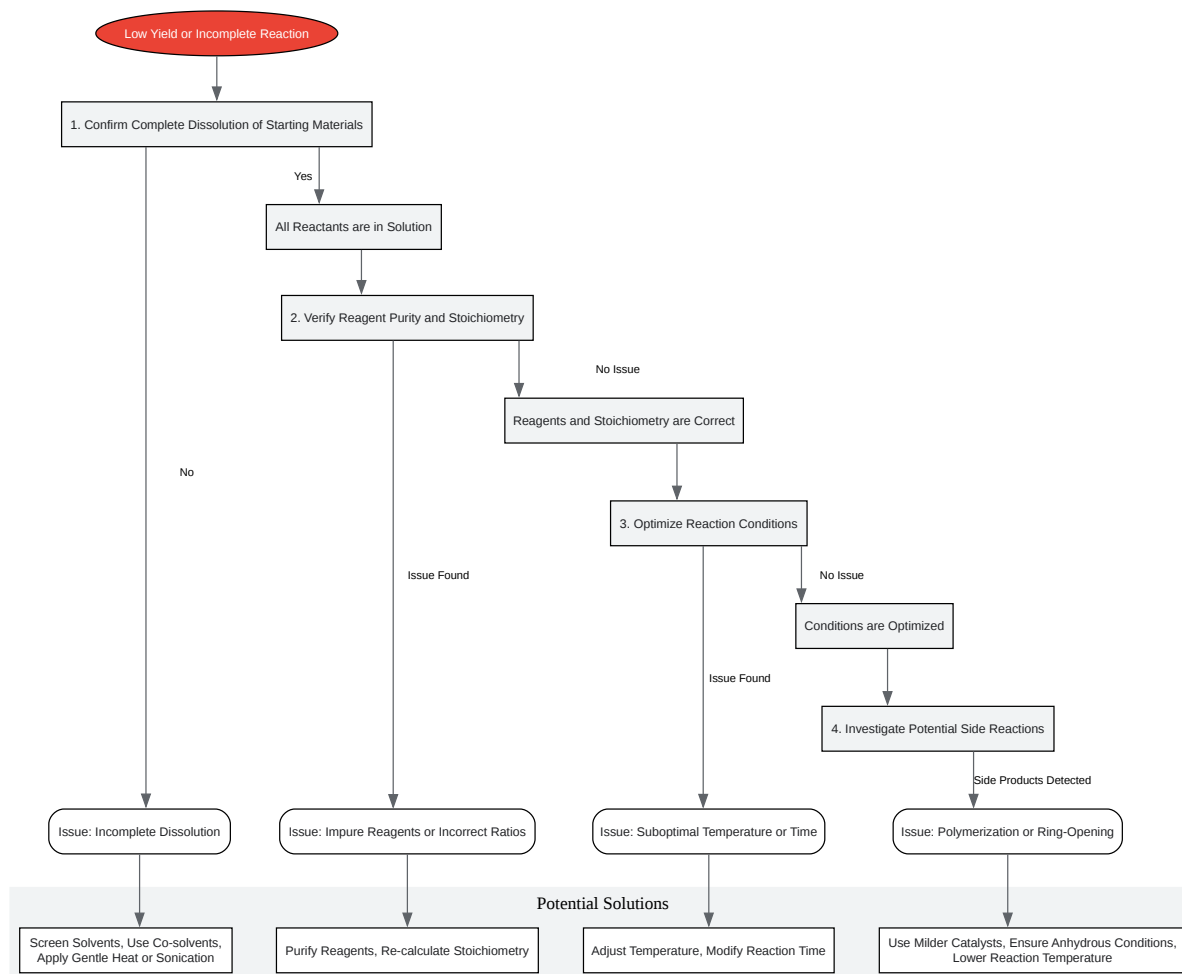 Low Yield or Incomplete Reaction
1. Confirm Complete Dissolution of Starting Materials
Yes
All Reactants are in Solution
2. Verify Reagent Purity and Stoichiometry
No Issue
Reagents and Stoichiometry are Correct
No
3. Optimize Reaction Conditions
Issue Found
No Issue
Conditions are Optimized
Issue Found
4. Investigate Potential Side Reactions
Side Products Detected
Issue: Incomplete Dissolution
Issue: Impure Reagents or Incorrect Ratios
Issue: Suboptimal Temperature or Time
Issue: Polymerization or Ring-Opening
Potential Solutions
Screen Solvents, Use Co-solvents,
Apply Gentle Heat or Sonication
Purify Reagents, Re-calculate Stoichiometry
Adjust Temperature, Modify Reaction Time
Use Milder Catalysts, Ensure Anhydrous Conditions,
Lower Reaction Temperature